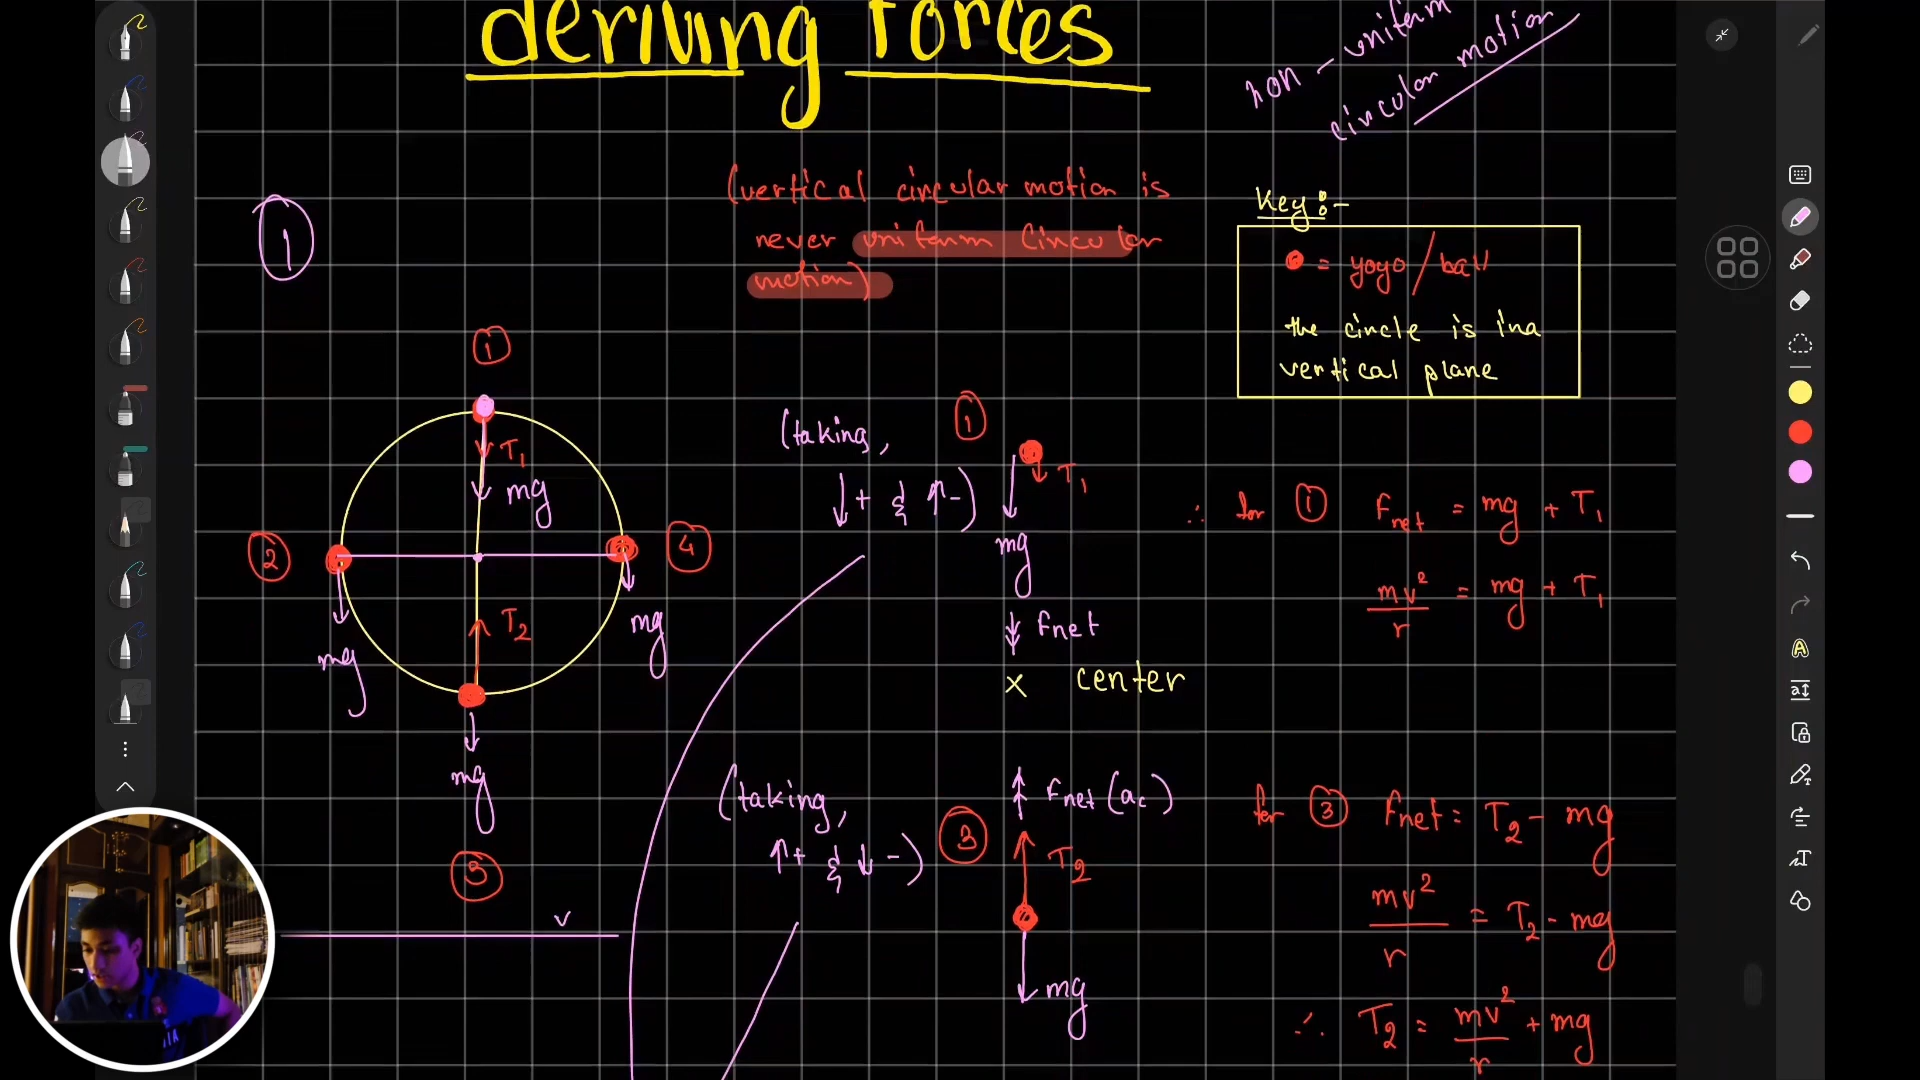 deriving forces
non-uniform
circular motion
(vertical circular motion is
never uniform circular
motion)
Key:-
= yoyo/ball
the circle is in a
vertical plane
1
1
T1
mg
2
4
mg
mg
T2
mg
3
v
(taking,
↓+ & ↑-)
1
T1
mg
Fnet
x center
∴ for 1 Fnet = mg + T1
mv²/r = mg + T1
(taking,
↑+ & ↓-)
3
Fnet (ac)
T2
mg
for 3 Fnet = T2 - mg
mv²/r = T2 - mg
∴ T2 = mv²/r + mg